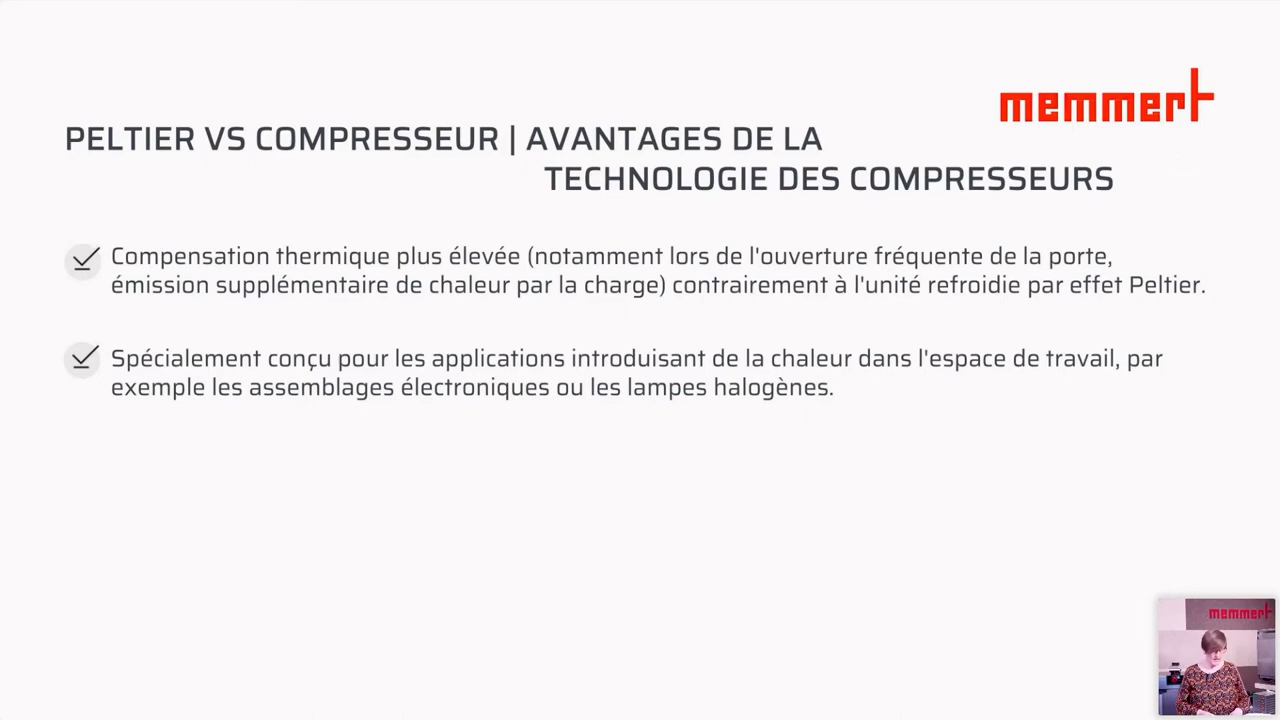 memmert
PELTIER VS COMPRESSEUR | AVANTAGES DE LA
TECHNOLOGIE DES COMPRESSEURS
Compensation thermique plus élevée (notamment lors de l'ouverture fréquente de la porte,
émission supplémentaire de chaleur par la charge) contrairement à l'unité refroidie par effet Peltier.
Spécialement conçu pour les applications introduisant de la chaleur dans l'espace de travail, par
exemple les assemblages électroniques ou les lampes halogènes.
memmert